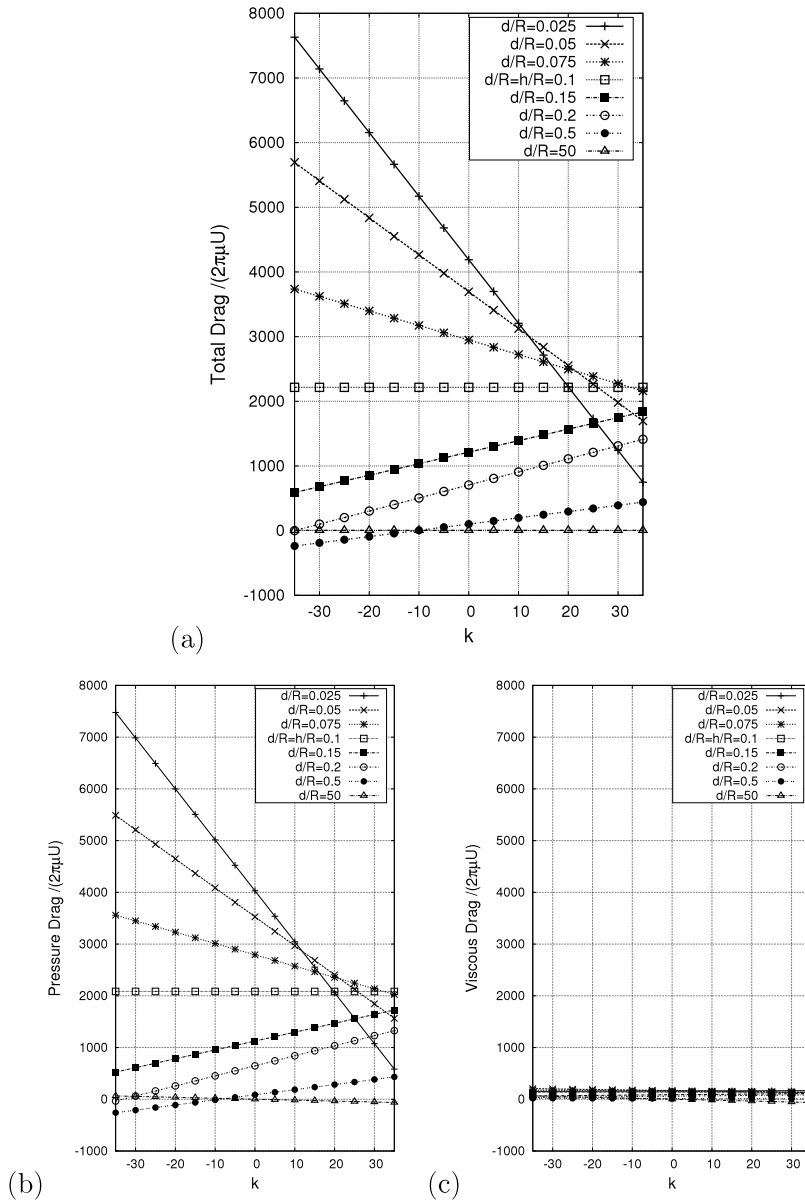 8000
7000
6000
5000
4000
3000
2000
1000
0
-1000
Total Drag /(2πμU)
d/R=0.025
d/R=0.05
d/R=0.075
d/R=h/R=0.1
d/R=0.15
d/R=0.2
d/R=0.5
d/R=50
-30 -20 -10 0 10 20 30
k
(a)
8000
7000
6000
5000
4000
3000
2000
1000
0
-1000
Pressure Drag /(2πμU)
d/R=0.025
d/R=0.05
d/R=0.075
d/R=h/R=0.1
d/R=0.15
d/R=0.2
d/R=0.5
d/R=50
-30 -20 -10 0 10 20 30
k
(b)
8000
7000
6000
5000
4000
3000
2000
1000
0
-1000
Viscous Drag /(2πμU)
d/R=0.025
d/R=0.05
d/R=0.075
d/R=h/R=0.1
d/R=0.15
d/R=0.2
d/R=0.5
d/R=50
-30 -20 -10 0 10 20 30
k
(c)